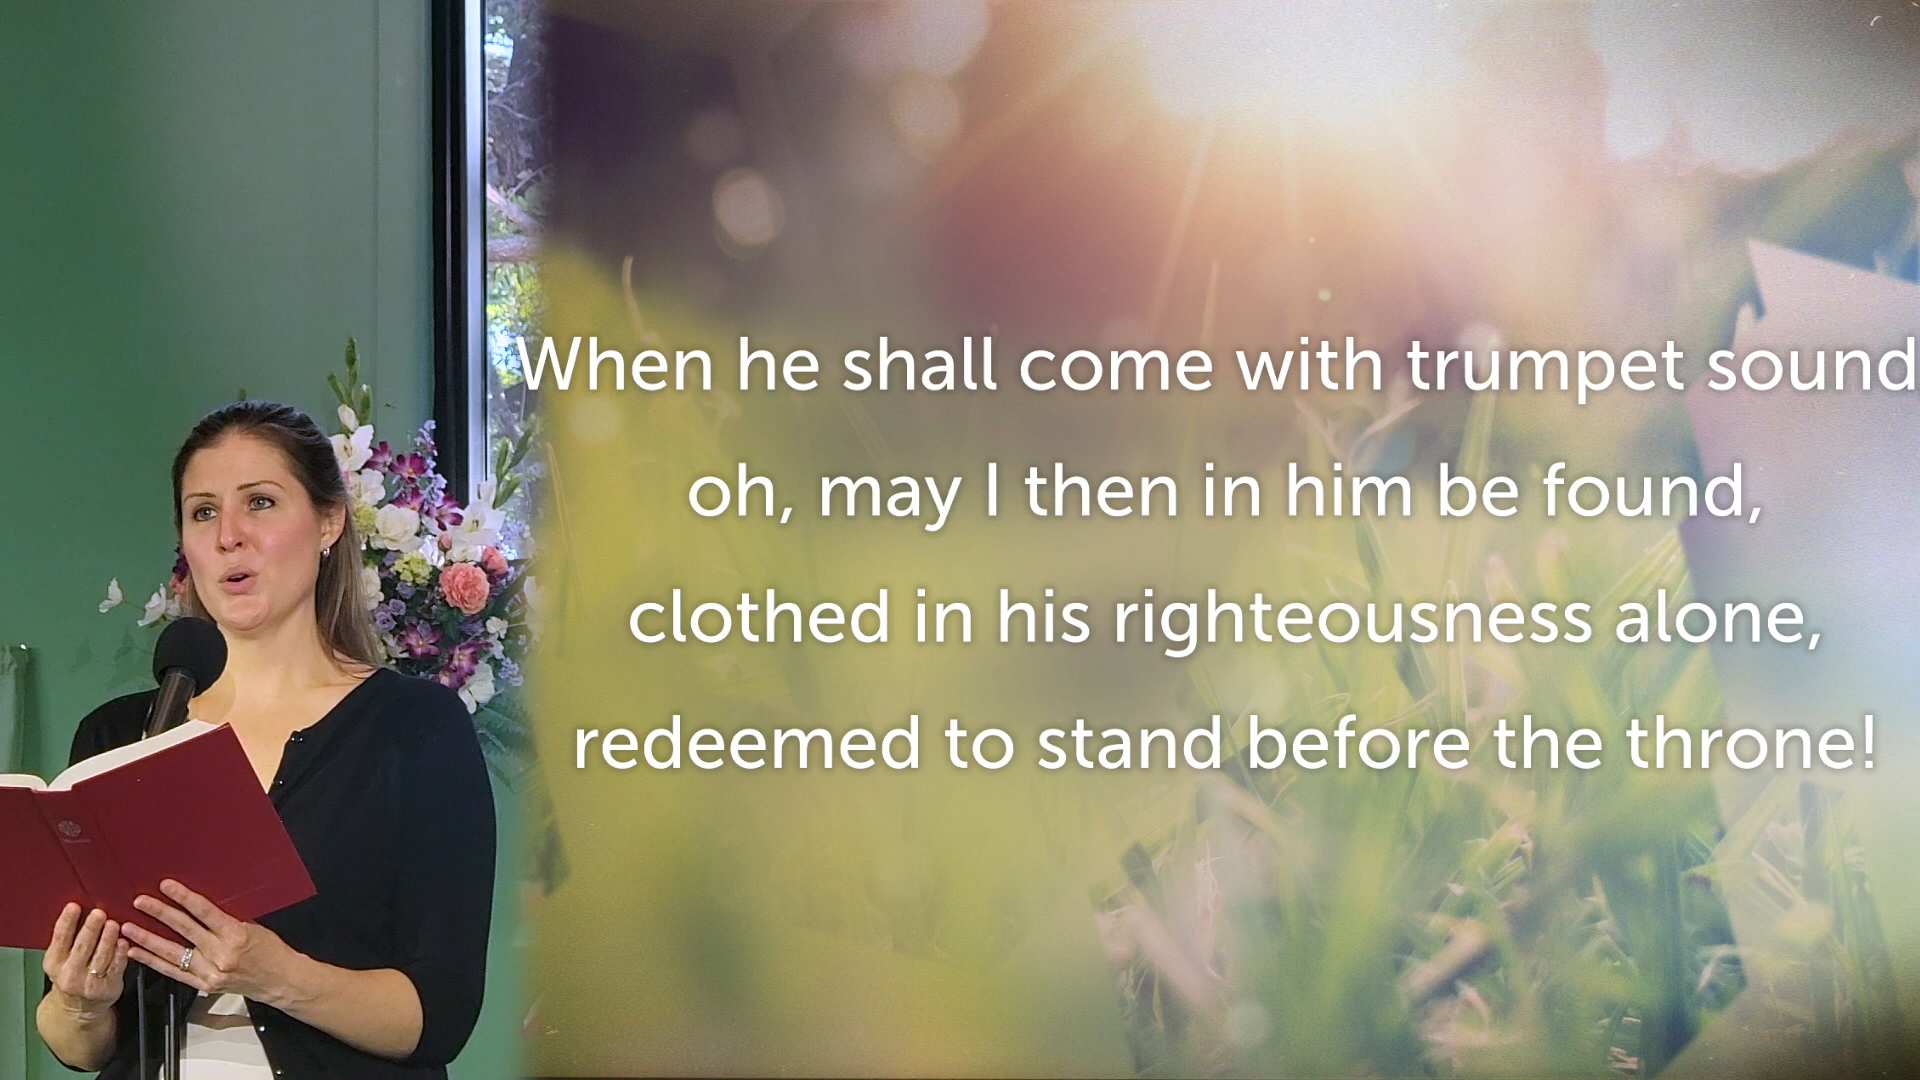 When he shall come with trumpet sound
oh, may I then in him be found,
clothed in his righteousness alone,
redeemed to stand before the throne!